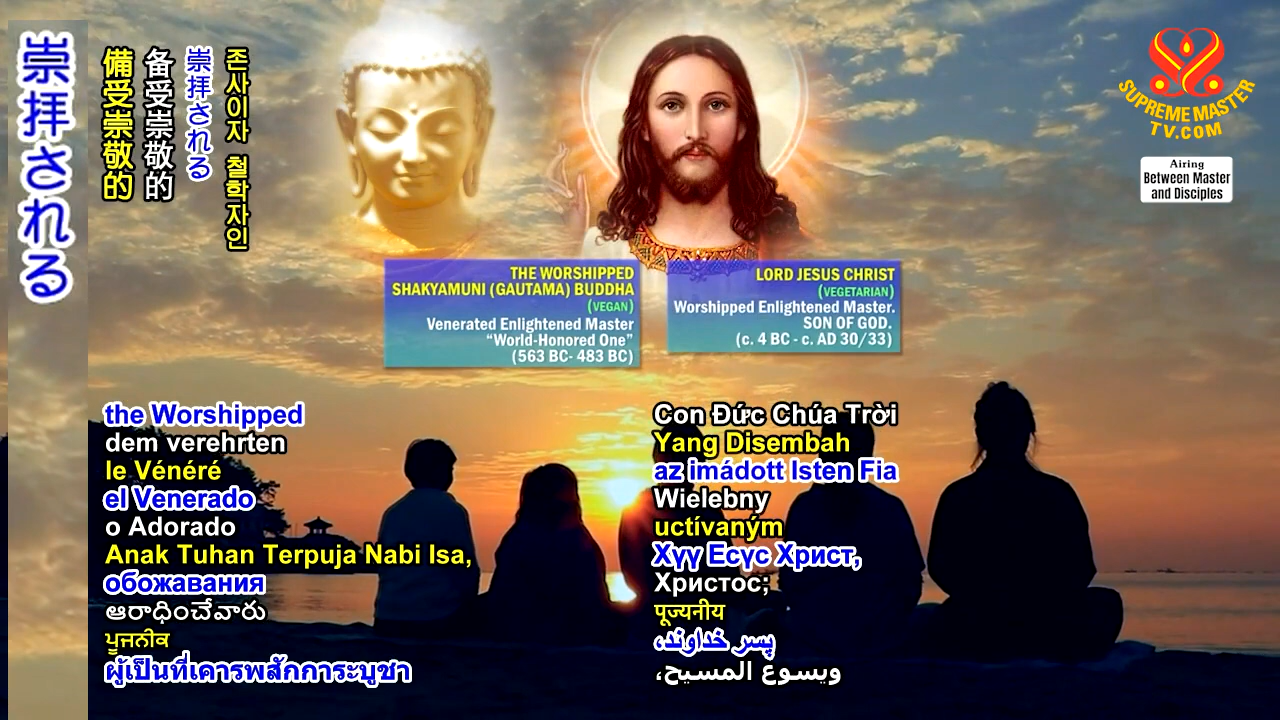 崇拝される
備受崇敬的
备受崇敬的
崇拝される
존사이자 철학자인
SUPREME MASTER
TV.COM
Airing
Between Master
and Disciples
THE WORSHIPPED
SHAKYAMUNI (GAUTAMA) BUDDHA
(VEGAN)
Venerated Enlightened Master
“World-Honored One”
(563 BC- 483 BC)
LORD JESUS CHRIST
(VEGETARIAN)
Worshipped Enlightened Master.
SON OF GOD.
(c. 4 BC - c. AD 30/33)
the Worshipped
dem verehrten
le Vénéré
el Venerado
o Adorado
Anak Tuhan Terpuja Nabi Isa,
обожавания
ఆరాధించేవారు
ਪੂਜਨੀਕ
ผู้เป็นที่เคารพสักการะบูชา
Con Đức Chúa Trời
Yang Disembah
az imádott Isten Fia
Wielebny
uctívaným
Хүү Есүс Христ,
Христос;
पूज्यनीय
پسر خداوند،
ويسوع المسيح،